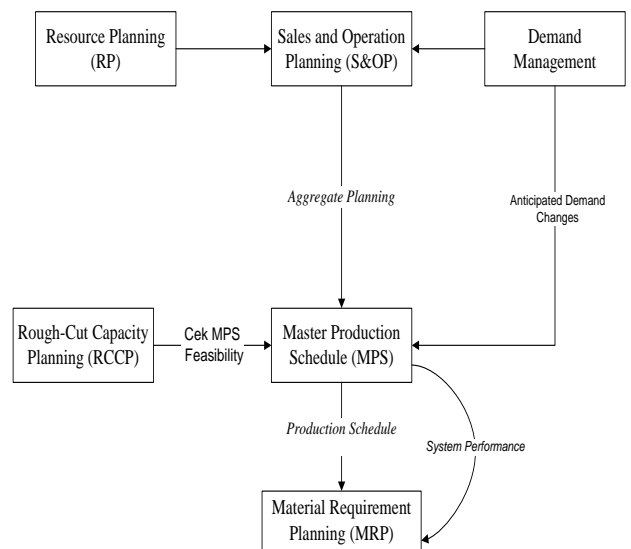 Resource Planning
(RP)
Sales and Operation
Planning (S&OP)
Demand
Management
Aggregate Planning
Anticipated Demand
Changes
Rough-Cut Capacity
Planning (RCCP)
Cek MPS
Feasibility
Master Production
Schedule (MPS)
Production Schedule
System Performance
Material Requirement
Planning (MRP)